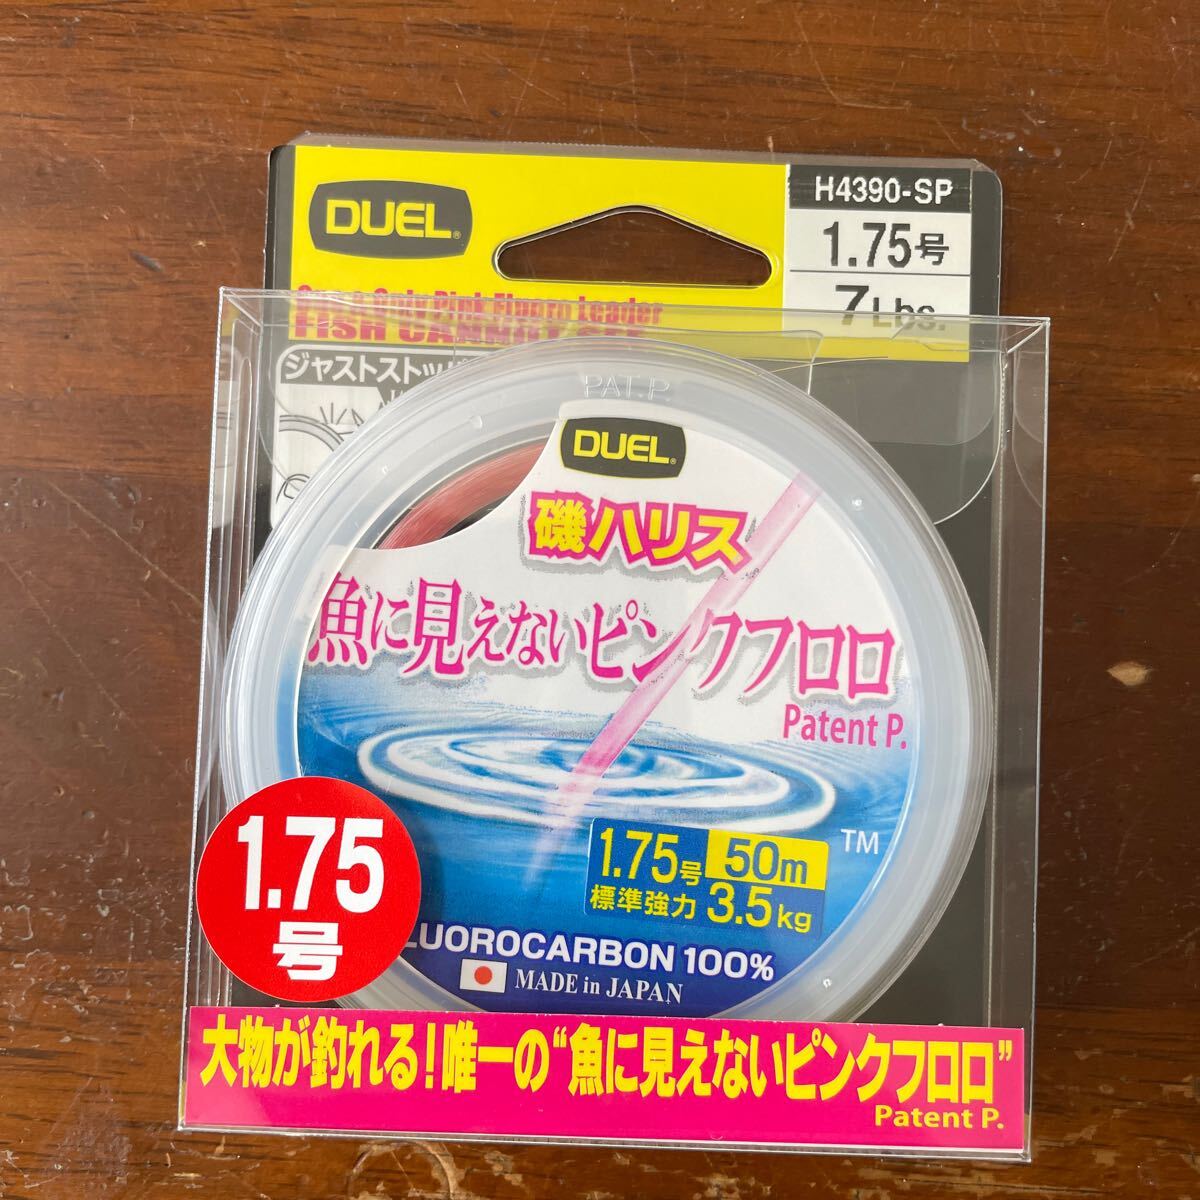 DUEL®
H4390-SP
1.75号
7Lbs.
Pink Fluoro Leader
ジャストストッパ
PAT.P.
DUEL®
磯ハリス
魚に見えないピンクフロロ
Patent P.
1.75号 50m
標準強力 3.5kg
TM
LUOROCARBON 100%
MADE in JAPAN
1.75
号
大物が釣れる!唯一の“魚に見えないピンクフロロ”
Patent P.